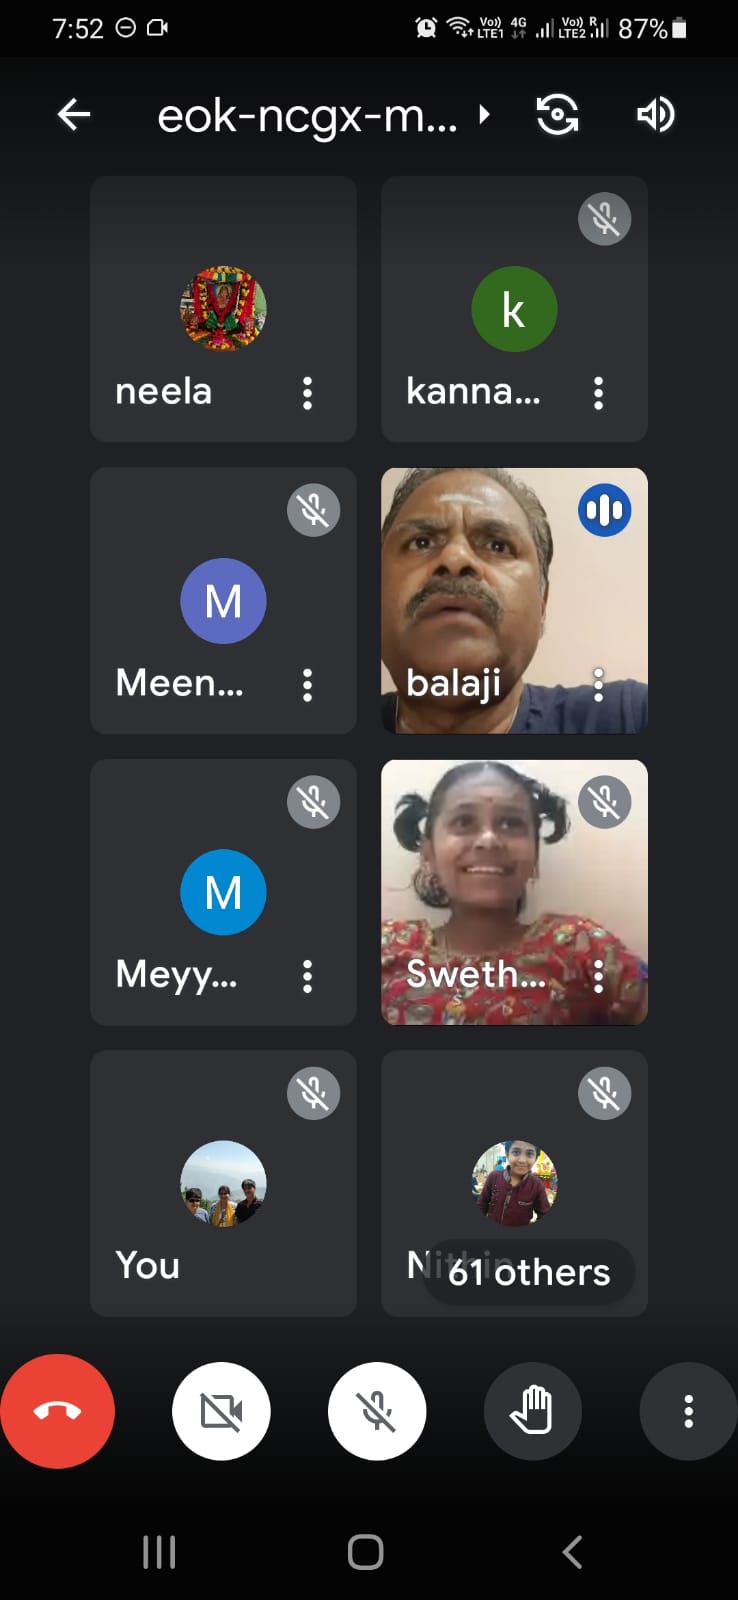 7:52
Vo)) 4G Vo)) R
LTE1 LTE2 87%
eok-ncgx-m...
neela
k
kanna...
M
Meen...
balaji
M
Meyy...
Sweth...
You
Nithin
61 others